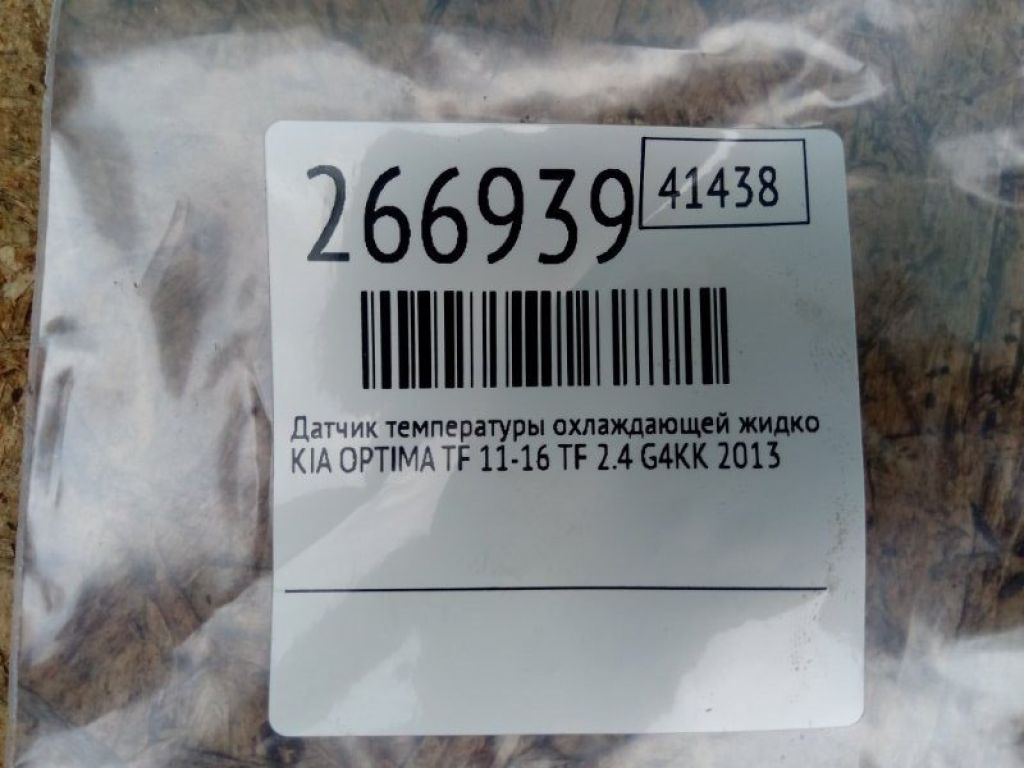 266939
41438
Датчик температуры охлаждающей жидко
KIA OPTIMA TF 11-16 TF 2.4 G4KK 2013